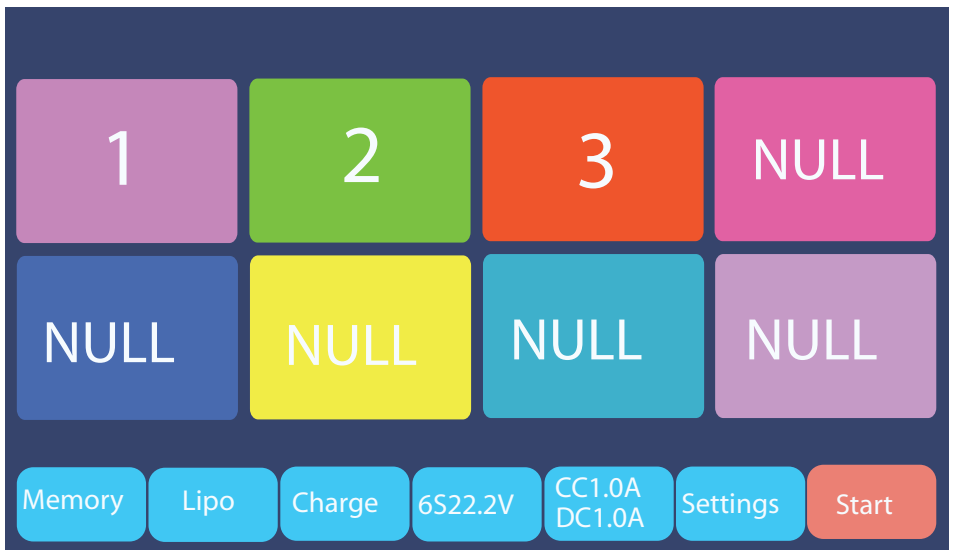 1
2
3
NULL
NULL
NULL
NULL
NULL
Memory
Lipo
Charge
6S22.2V
CC1.0A
DC1.0A
Settings
Start